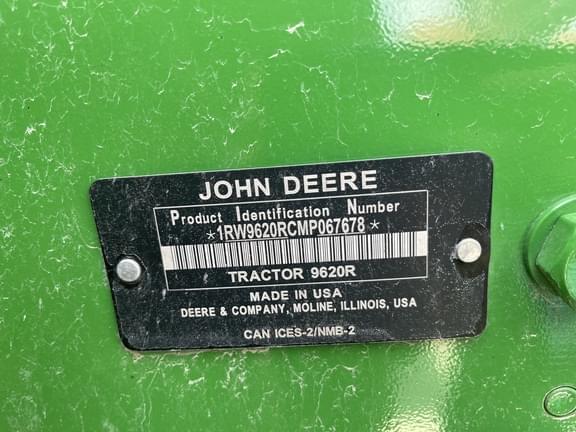 JOHN DEERE
Product Identification Number
*1RW9620RCMP067678*
TRACTOR 9620R
MADE IN USA
DEERE & COMPANY, MOLINE, ILLINOIS, USA
CAN ICES-2/NMB-2